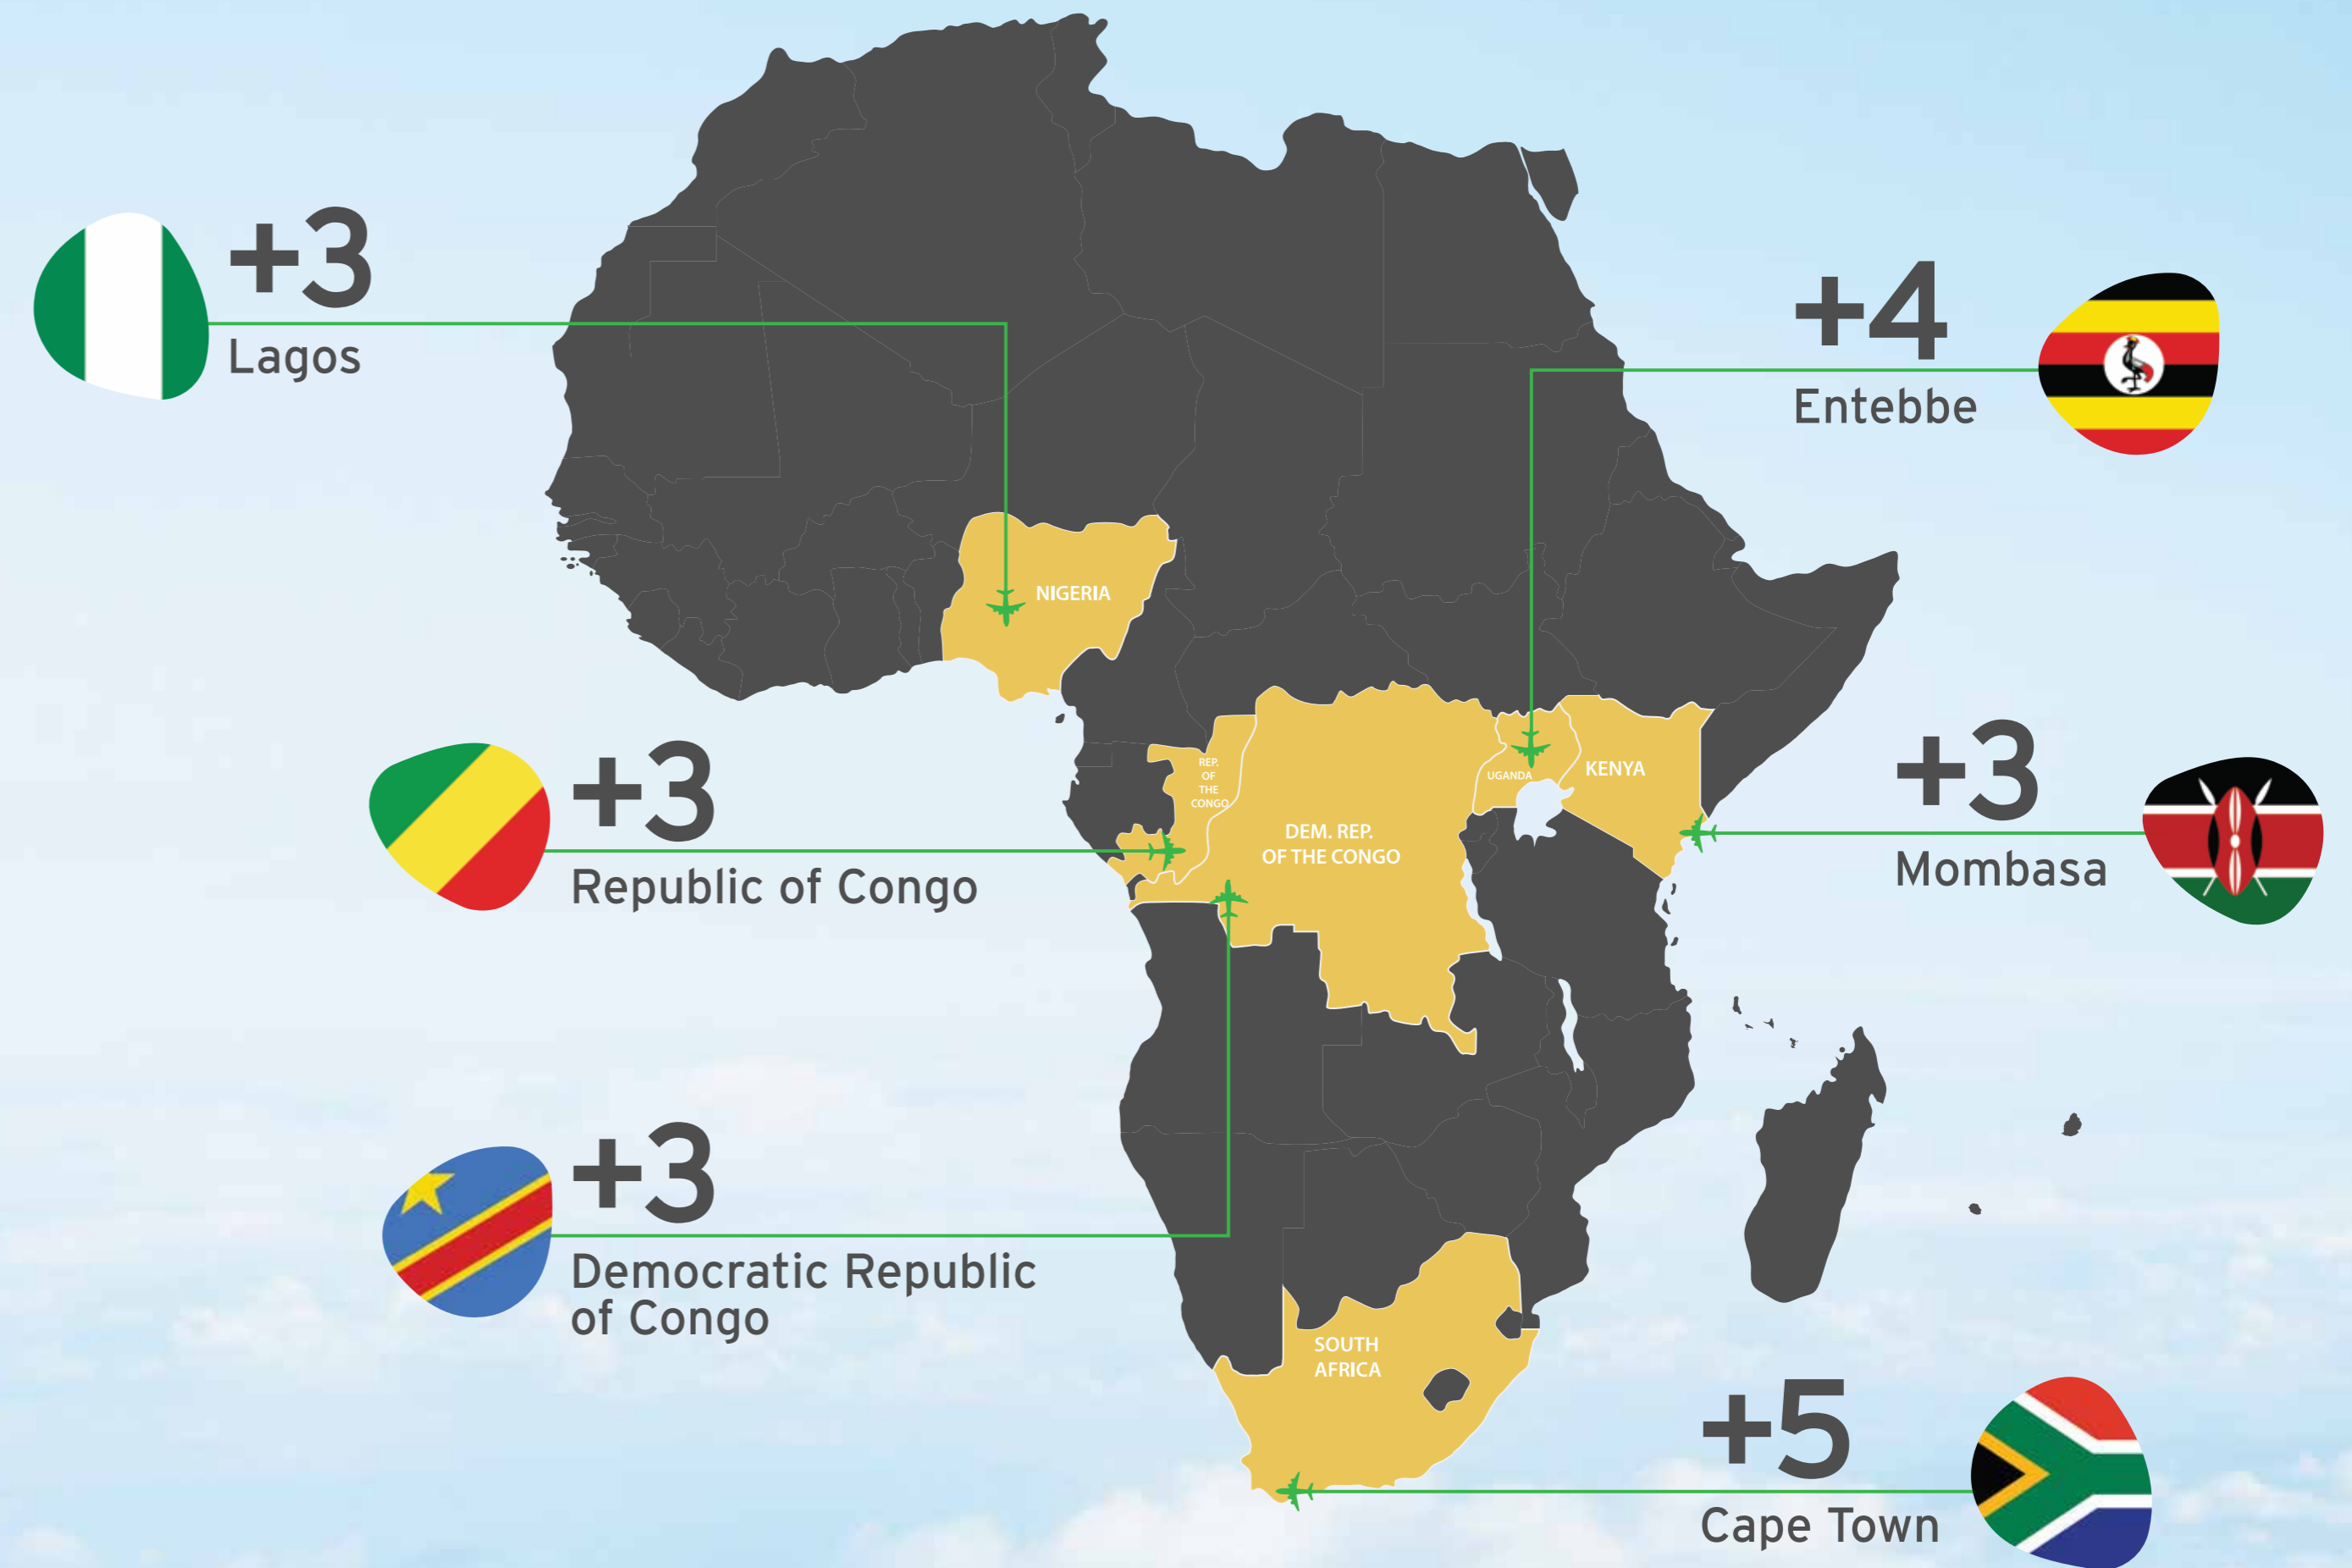 +3
Lagos
+4
Entebbe
NIGERIA
+3
Republic of Congo
REP.
OF
THE
CONGO
DEM. REP.
OF THE CONGO
UGANDA
KENYA
+3
Mombasa
+3
Democratic Republic
of Congo
SOUTH
AFRICA
+5
Cape Town